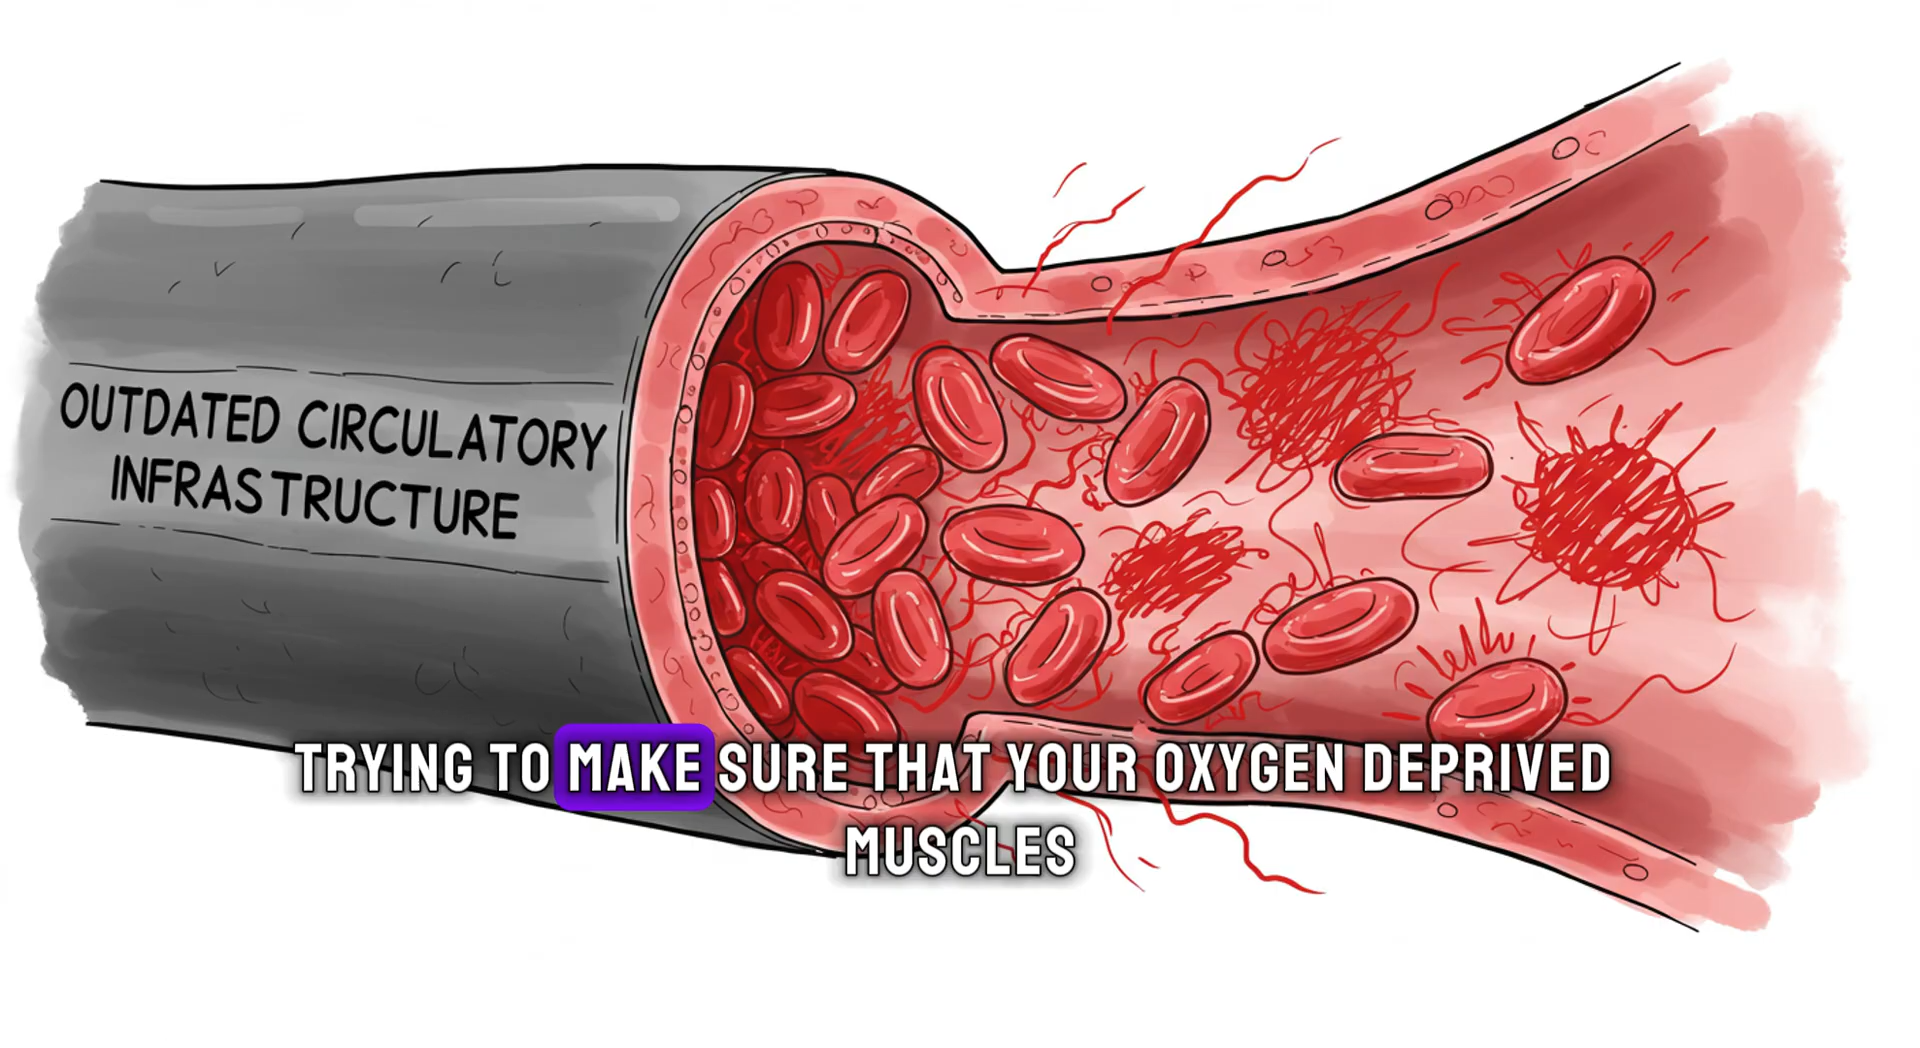 OUTDATED CIRCULATORY
INFRASTRUCTURE
TRYING TO MAKE SURE THAT YOUR OXYGEN DEPRIVED
MUSCLES